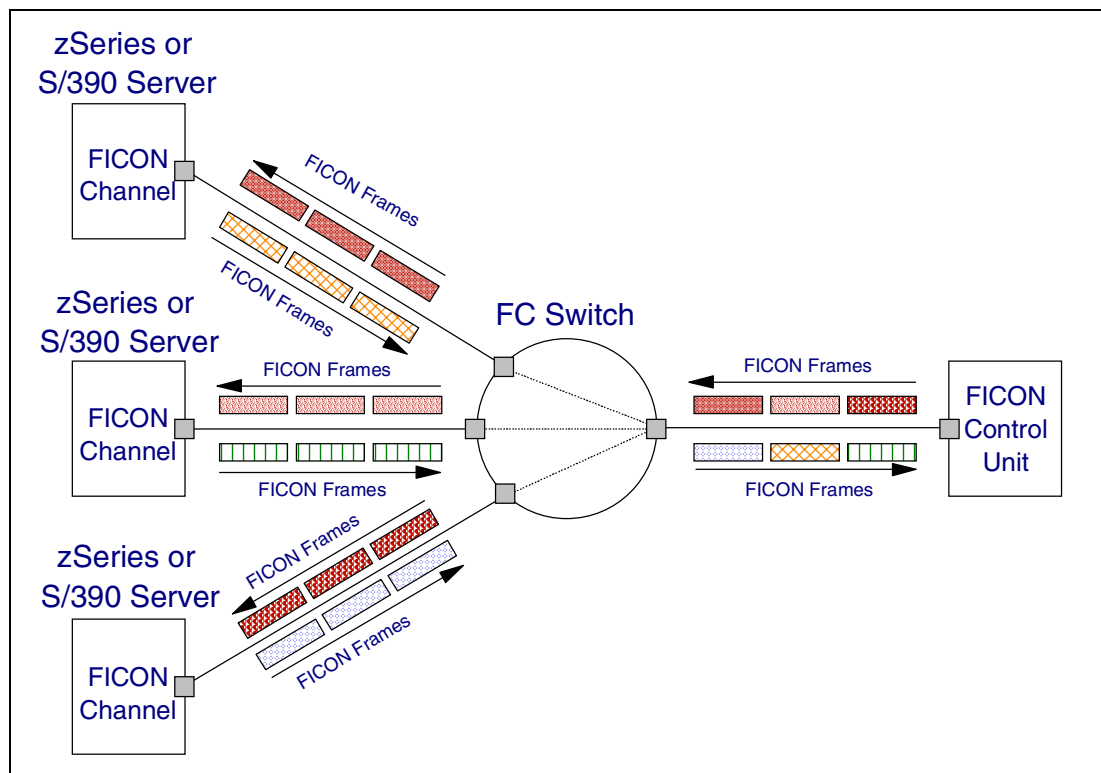 zSeries or
S/390 Server
FICON
Channel
FICON Frames
FICON Frames
zSeries or
S/390 Server
FICON
Channel
FICON Frames
FICON Frames
FC Switch
FICON Frames
FICON Frames
FICON
Control
Unit
zSeries or
S/390 Server
FICON
Channel
FICON Frames
FICON Frames